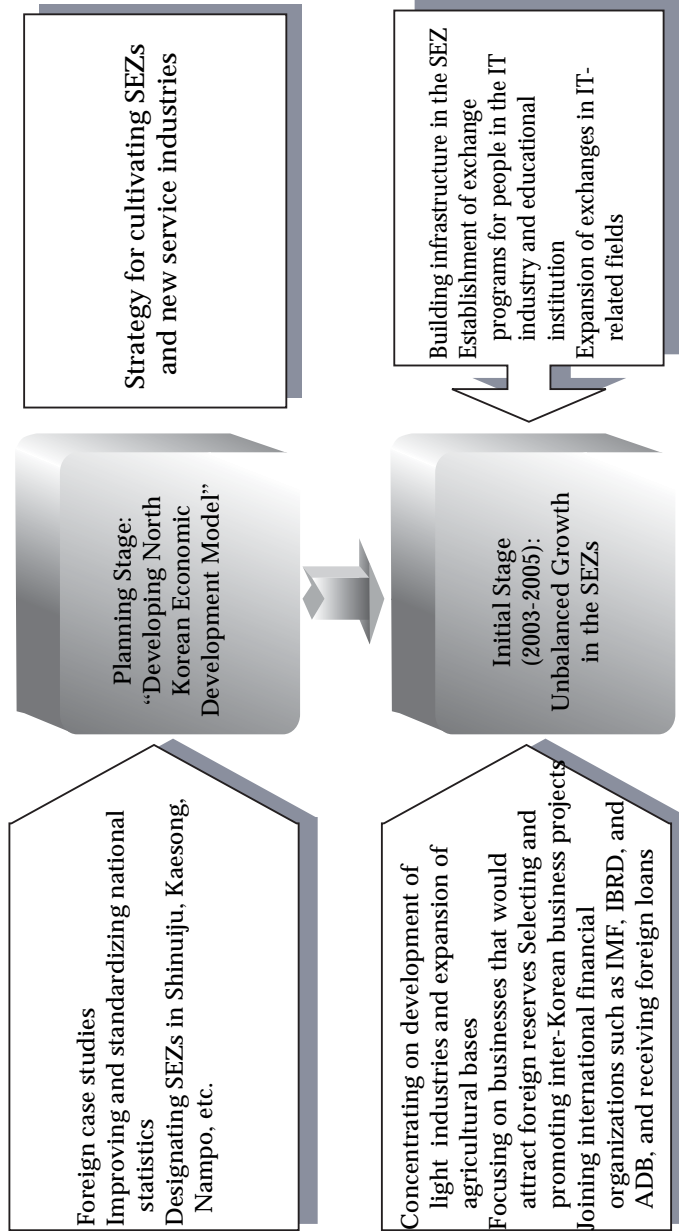 Foreign case studies
Improving and standardizing national
statistics
Designating SEZs in Shinuiju, Kaesong,
Nampo, etc.
Planning Stage:
“Developing North
Korean Economic
Development Model”
Strategy for cultivating SEZs
and new service industries
Concentrating on development of
light industries and expansion of
agricultural bases
Focusing on businesses that would
attract foreign reserves Selecting and
promoting inter-Korean business projects
Joining international financial
organizations such as IMF, IBRD, and
ADB, and receiving foreign loans
Initial Stage
(2003-2005):
Unbalanced Growth
in the SEZs
Building infrastructure in the SEZ
Establishment of exchange
programs for people in the IT
industry and educational
institution
Expansion of exchanges in IT-
related fields